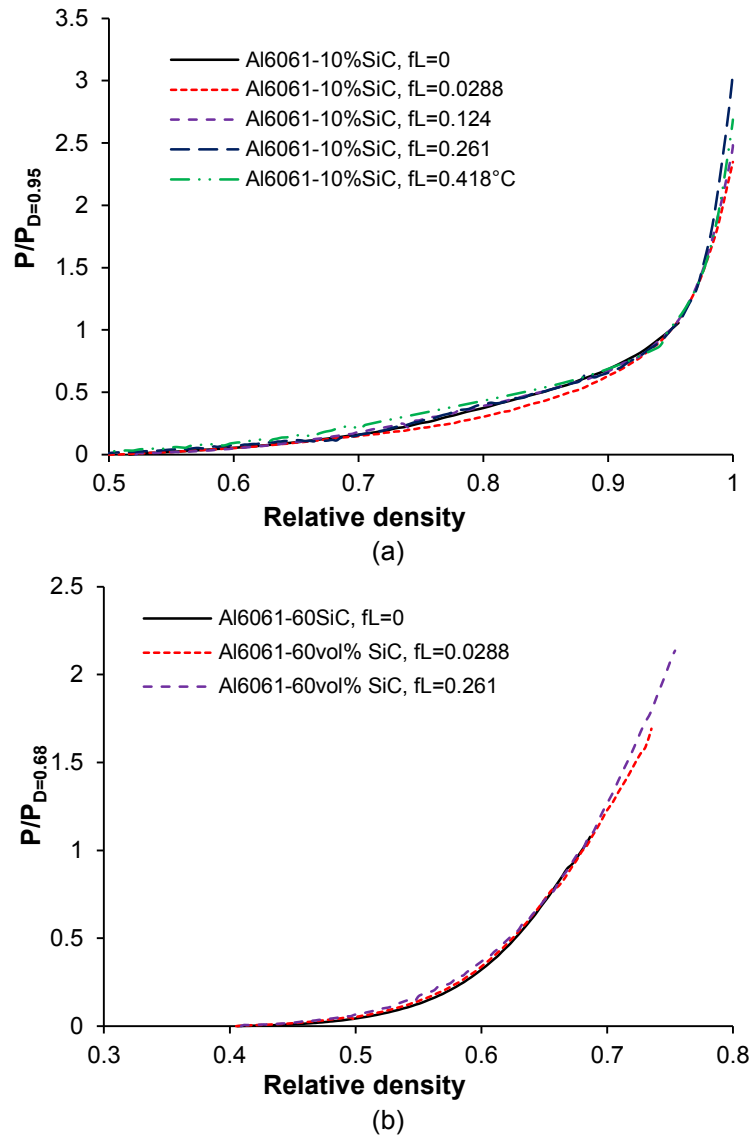 3.5
3
2.5
2
1.5
1
0.5
0
P/P_D=0.95
Al6061-10%SiC, fL=0
Al6061-10%SiC, fL=0.0288
Al6061-10%SiC, fL=0.124
Al6061-10%SiC, fL=0.261
Al6061-10%SiC, fL=0.418°C
0.5 0.6 0.7 0.8 0.9 1
Relative density
(a)
2.5
2
1.5
1
0.5
0
P/P_D=0.68
Al6061-60SiC, fL=0
Al6061-60vol% SiC, fL=0.0288
Al6061-60vol% SiC, fL=0.261
0.3 0.4 0.5 0.6 0.7 0.8
Relative density
(b)